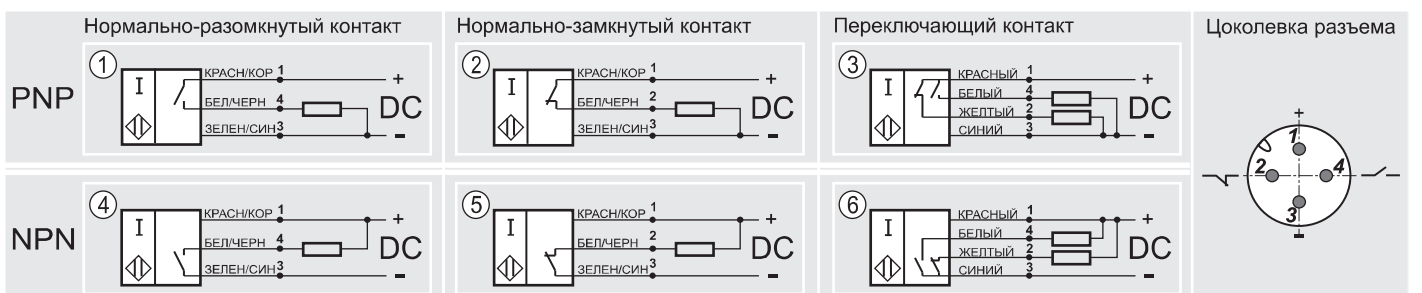 Нормально-разомкнутый контакт
Нормально-замкнутый контакт
Переключающий контакт
Цоколевка разъема
PNP
1
I
КРАСН/КОР 1
БЕЛ/ЧЕРН 4
ЗЕЛЕН/СИН 3
+
DC
-
2
I
КРАСН/КОР 1
БЕЛ/ЧЕРН 2
ЗЕЛЕН/СИН 3
+
DC
-
3
I
КРАСНЫЙ 1
БЕЛЫЙ 4
ЖЕЛТЫЙ 2
СИНИЙ 3
+
DC
-
+
1
2
4
3
-
NPN
4
I
КРАСН/КОР 1
БЕЛ/ЧЕРН 4
ЗЕЛЕН/СИН 3
+
DC
-
5
I
КРАСН/КОР 1
БЕЛ/ЧЕРН 2
ЗЕЛЕН/СИН 3
+
DC
-
6
I
КРАСНЫЙ 1
БЕЛЫЙ 4
ЖЕЛТЫЙ 2
СИНИЙ 3
+
DC
-